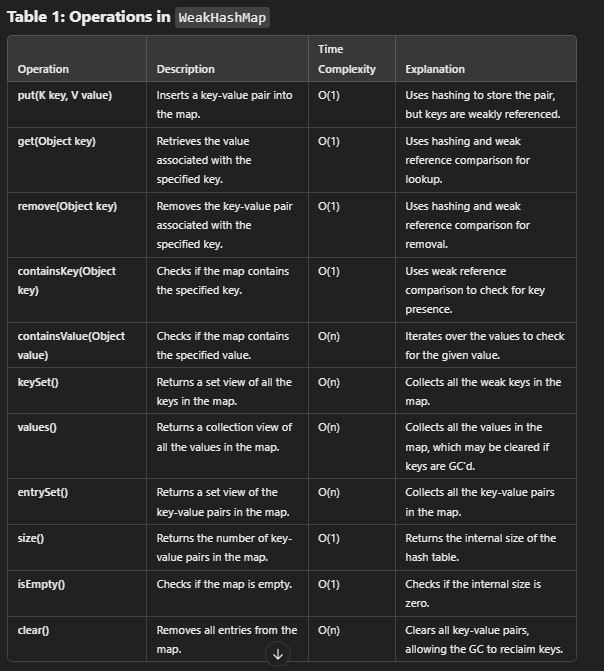 Table 1: Operations in WeakHashMap
Operation Description Time Complexity Explanation
put(K key, V value) Inserts a key-value pair into the map. O(1) Uses hashing to store the pair, but keys are weakly referenced.
get(Object key) Retrieves the value associated with the specified key. O(1) Uses hashing and weak reference comparison for lookup.
remove(Object key) Removes the key-value pair associated with the specified key. O(1) Uses hashing and weak reference comparison for removal.
containsKey(Object key) Checks if the map contains the specified key. O(1) Uses weak reference comparison to check for key presence.
containsValue(Object value) Checks if the map contains the specified value. O(n) Iterates over the values to check for the given value.
keySet() Returns a set view of all the keys in the map. O(n) Collects all the weak keys in the map.
values() Returns a collection view of all the values in the map. O(n) Collects all the values in the map, which may be cleared if keys are GC'd.
entrySet() Returns a set view of the key-value pairs in the map. O(n) Collects all the key-value pairs in the map.
size() Returns the number of key-value pairs in the map. O(1) Returns the internal size of the hash table.
isEmpty() Checks if the map is empty. O(1) Checks if the internal size is zero.
clear() Removes all entries from the map. O(n) Clears all key-value pairs, allowing the GC to reclaim keys.